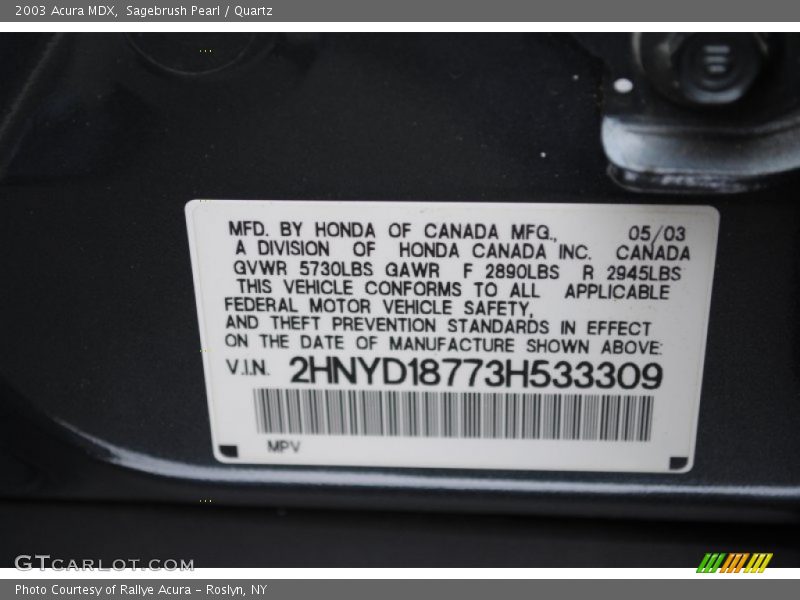 2003 Acura MDX, Sagebrush Pearl / Quartz
MFD. BY HONDA OF CANADA MFG., 05/03
A DIVISION OF HONDA CANADA INC. CANADA
GVWR 5730LBS GAWR F 2890LBS R 2945LBS
THIS VEHICLE CONFORMS TO ALL APPLICABLE
FEDERAL MOTOR VEHICLE SAFETY,
AND THEFT PREVENTION STANDARDS IN EFFECT
ON THE DATE OF MANUFACTURE SHOWN ABOVE:
V.I.N. 2HNYD18773H533309
MPV
GTCARLOT.COM
Photo Courtesy of Rallye Acura - Roslyn, NY